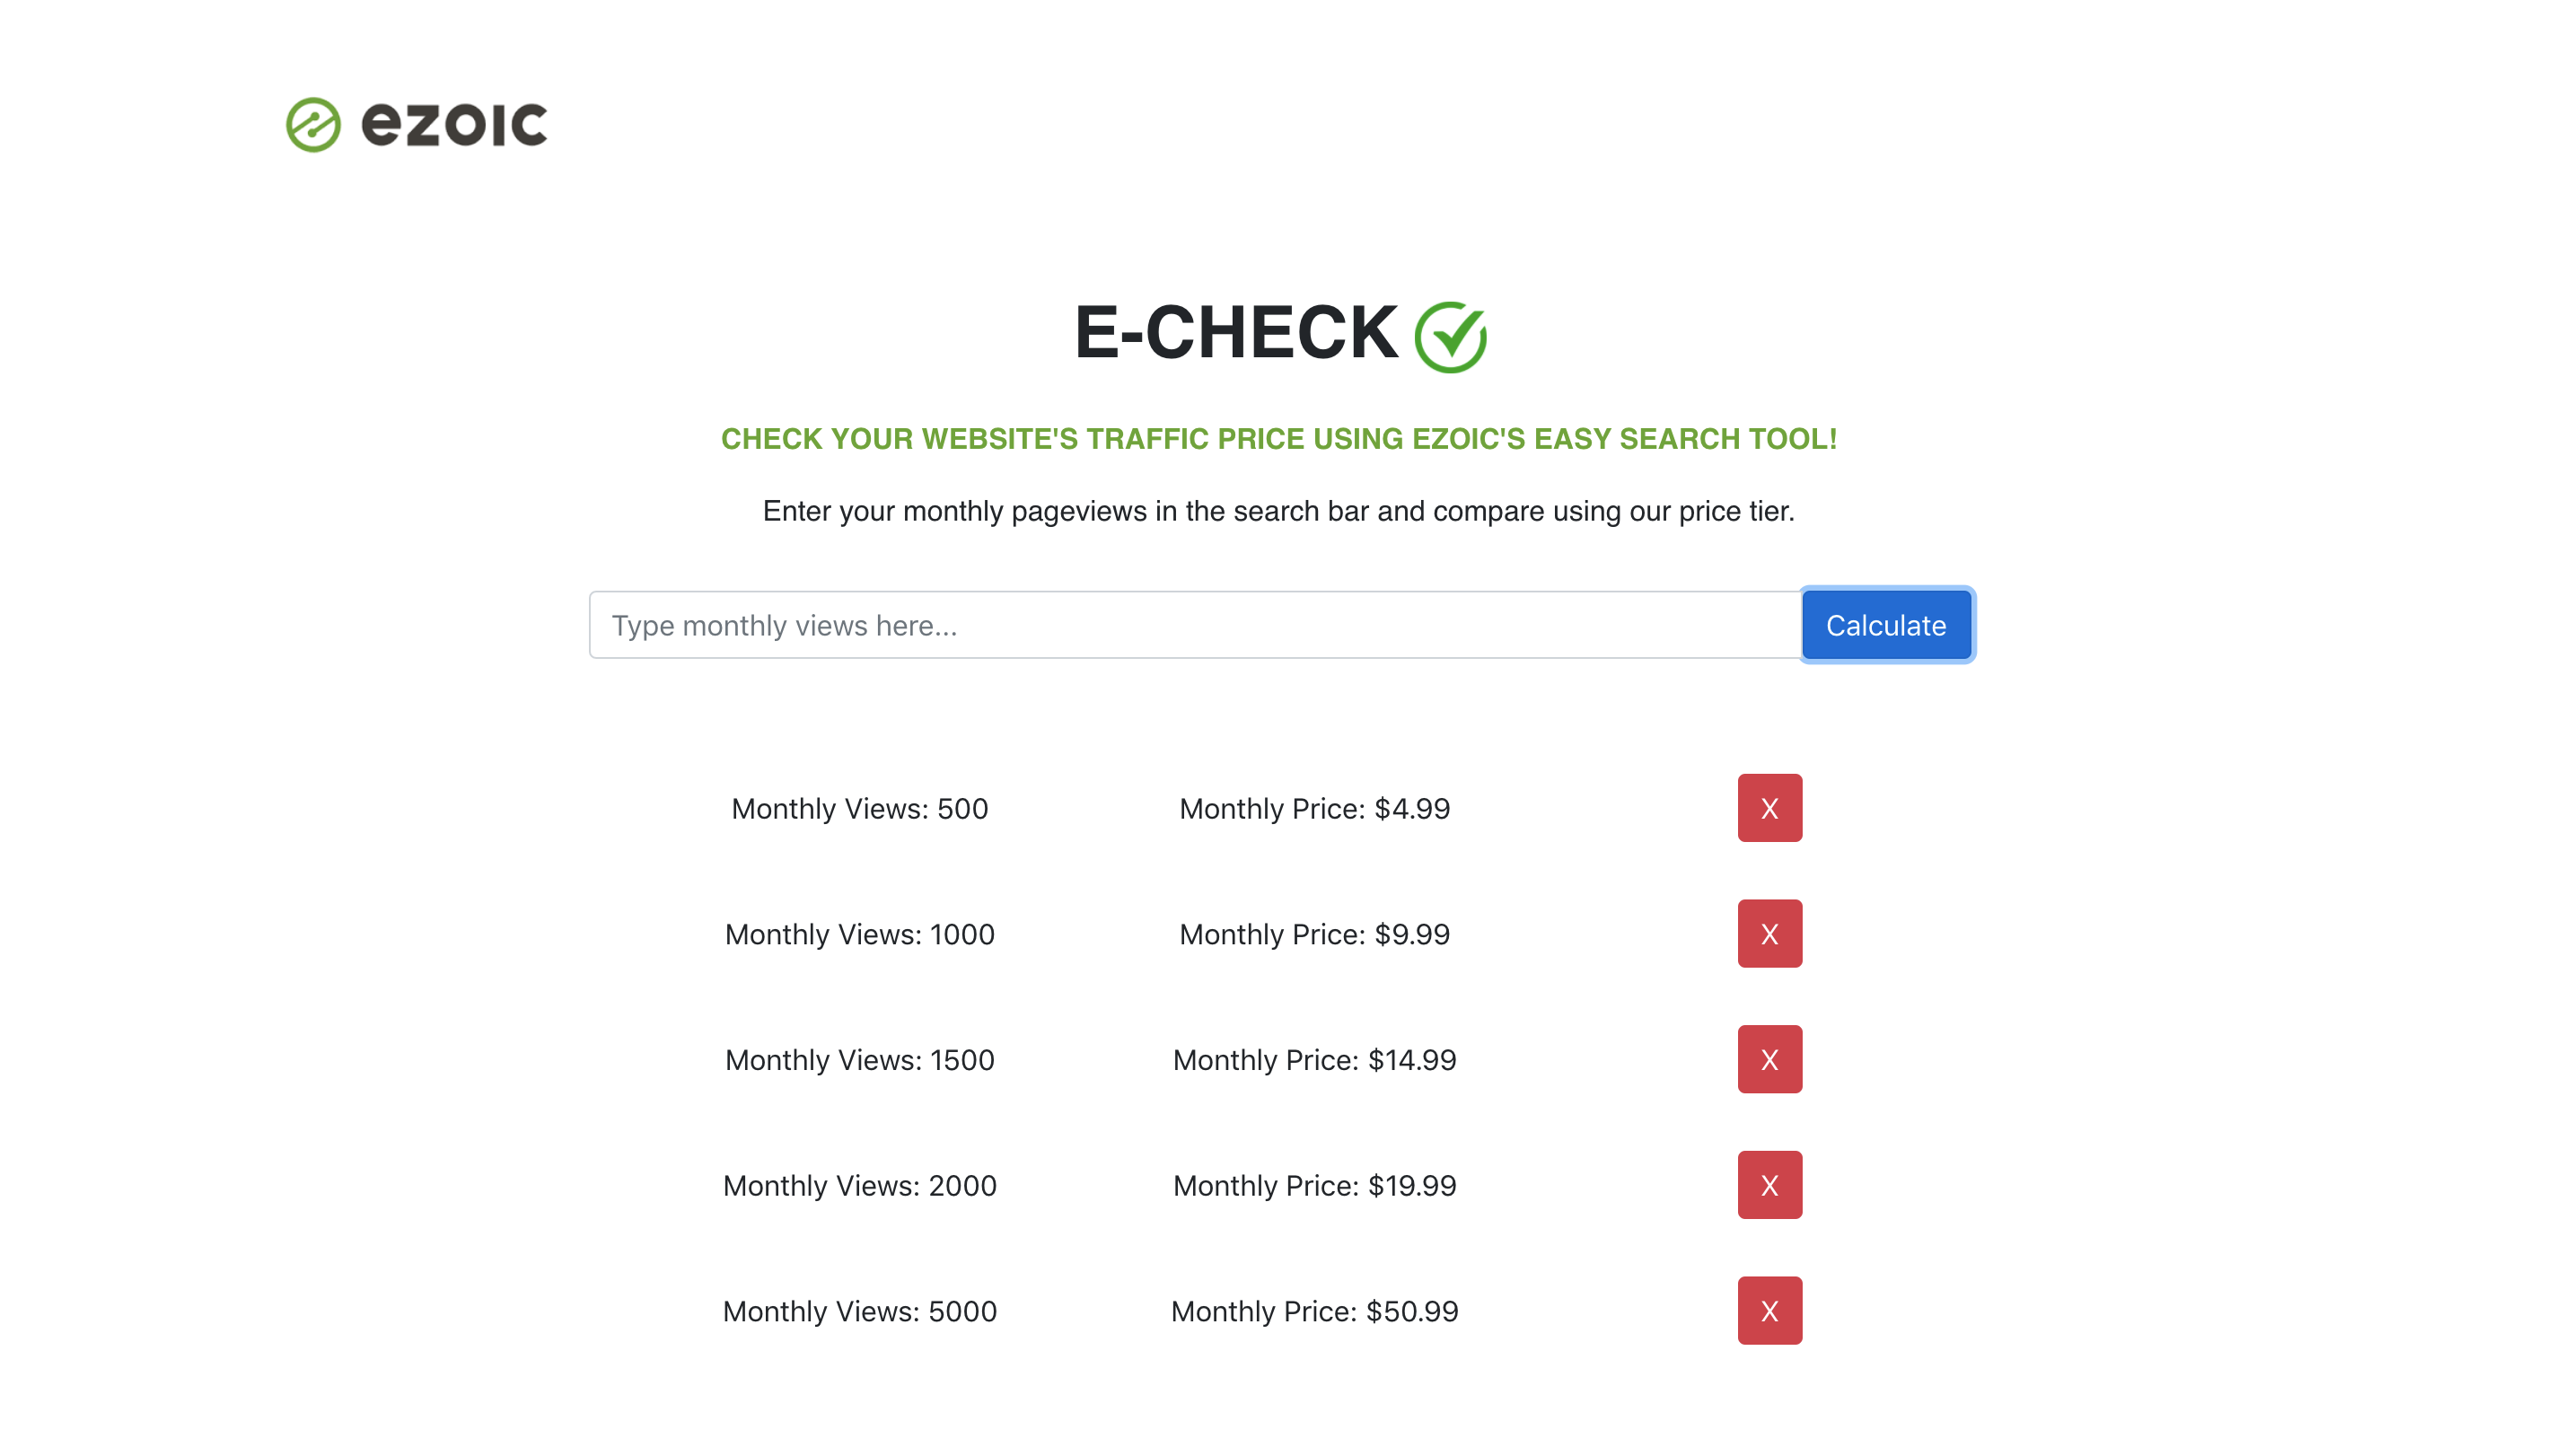 ezoic
E-CHECK
CHECK YOUR WEBSITE'S TRAFFIC PRICE USING EZOIC'S EASY SEARCH TOOL!
Enter your monthly pageviews in the search bar and compare using our price tier.
Type monthly views here... Calculate
Monthly Views: 500 Monthly Price: $4.99 X
Monthly Views: 1000 Monthly Price: $9.99 X
Monthly Views: 1500 Monthly Price: $14.99 X
Monthly Views: 2000 Monthly Price: $19.99 X
Monthly Views: 5000 Monthly Price: $50.99 X